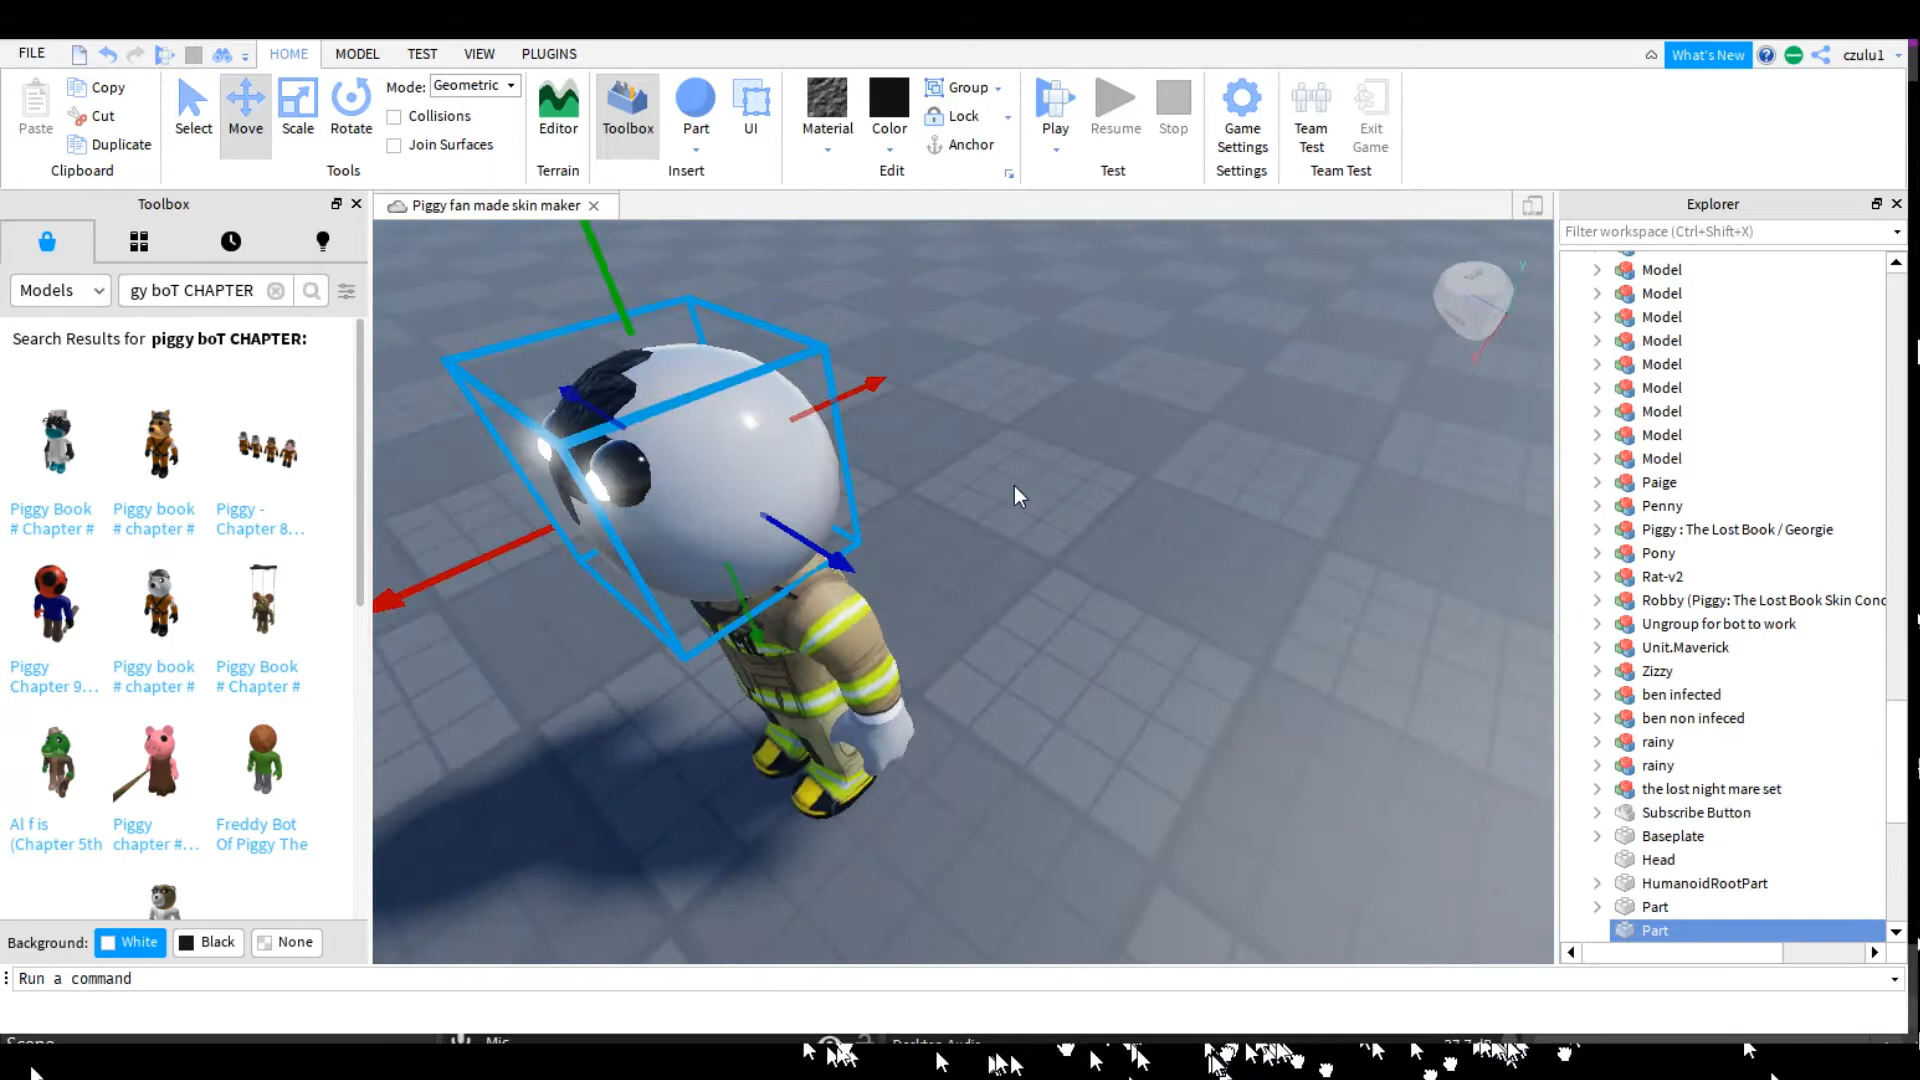 FILE
HOME
MODEL
TEST
VIEW
PLUGINS
What's New
czulu1
Paste
Copy
Cut
Duplicate
Clipboard
Select
Move
Scale
Rotate
Mode:
Geometric
Collisions
Join Surfaces
Tools
Editor
Terrain
Toolbox
Part
UI
Insert
Material
Color
Group
Lock
Anchor
Edit
Play
Resume
Stop
Test
Game
Settings
Settings
Team
Test
Exit
Game
Team Test
Toolbox
Models
gy boT CHAPTER
Search Results for piggy boT CHAPTER:
Piggy Book
# Chapter #
Piggy book
# chapter #
Piggy -
Chapter 8...
Piggy
Chapter 9...
Piggy book
# chapter #
Piggy Book
# Chapter #
Al f is
(Chapter 5th
Piggy
chapter #...
Freddy Bot
Of Piggy The
Background:
White
Black
None
Piggy fan made skin maker
y
Explorer
Filter workspace (Ctrl+Shift+X)
Model
Model
Model
Model
Model
Model
Model
Model
Model
Paige
Penny
Piggy : The Lost Book / Georgie
Pony
Rat-v2
Robby (Piggy: The Lost Book Skin Conc
Ungroup for bot to work
Unit.Maverick
Zizzy
ben infected
ben non infeced
rainy
rainy
the lost night mare set
Subscribe Button
Baseplate
Head
HumanoidRootPart
Part
Part
Run a command